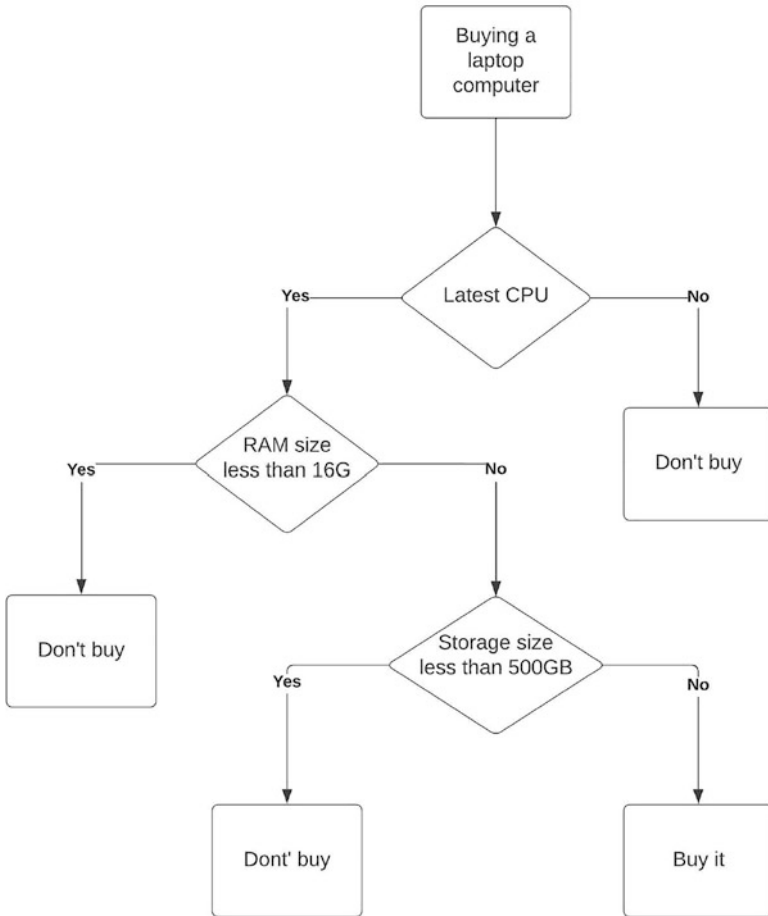 Buying a
laptop
computer
Latest CPU
Yes
No
RAM size
less than 16G
Don't buy
Yes
No
Don't buy
Storage size
less than 500GB
Yes
No
Dont' buy
Buy it